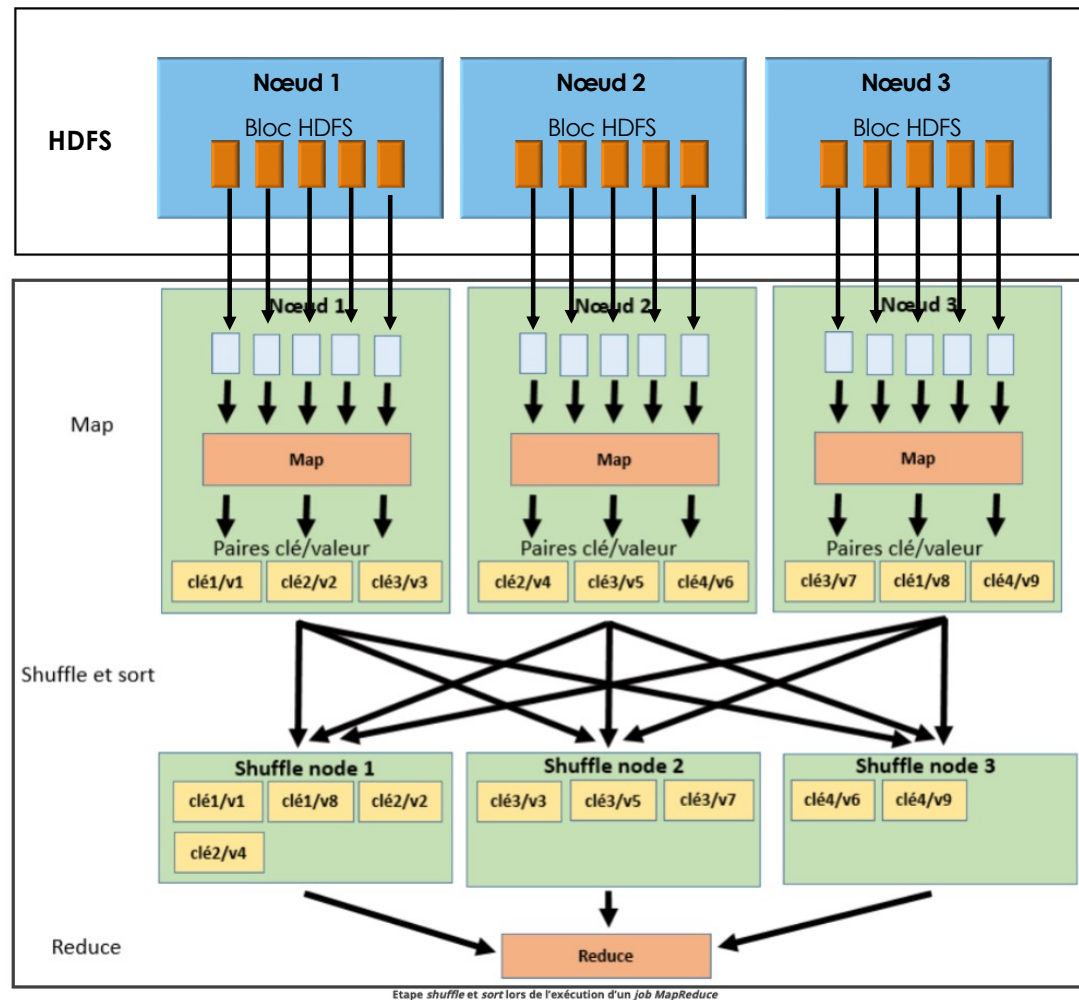 HDFS
Nœud 1
Nœud 2
Nœud 3
Bloc HDFS
Bloc HDFS
Bloc HDFS
Nœud 1
Nœud 2
Nœud 3
Map
Map
Map
Map
Paires clé/valeur
Paires clé/valeur
Paires clé/valeur
clé1/v1
clé2/v2
clé3/v3
clé2/v4
clé3/v5
clé4/v6
clé3/v7
clé1/v8
clé4/v9
Shuffle et sort
Shuffle node 1
Shuffle node 2
Shuffle node 3
clé1/v1
clé1/v8
clé2/v2
clé3/v3
clé3/v5
clé3/v7
clé4/v6
clé4/v9
clé2/v4
Reduce
Reduce
Etape shuffle et sort lors de l'exécution d'un job MapReduce